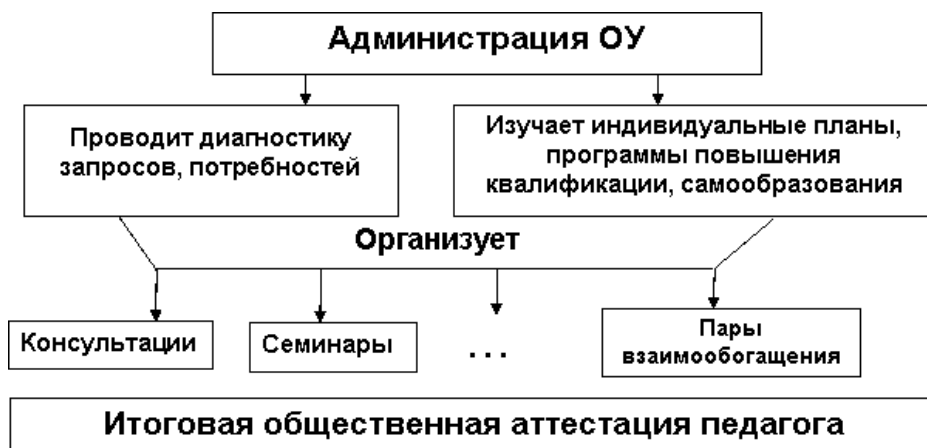 Администрация ОУ
Проводит диагностику
запросов, потребностей
Изучает индивидуальные планы,
программы повышения
квалификации, самообразования
Организует
Консультации
Семинары
...
Пары
взаимообогащения
Итоговая общественная аттестация педагога